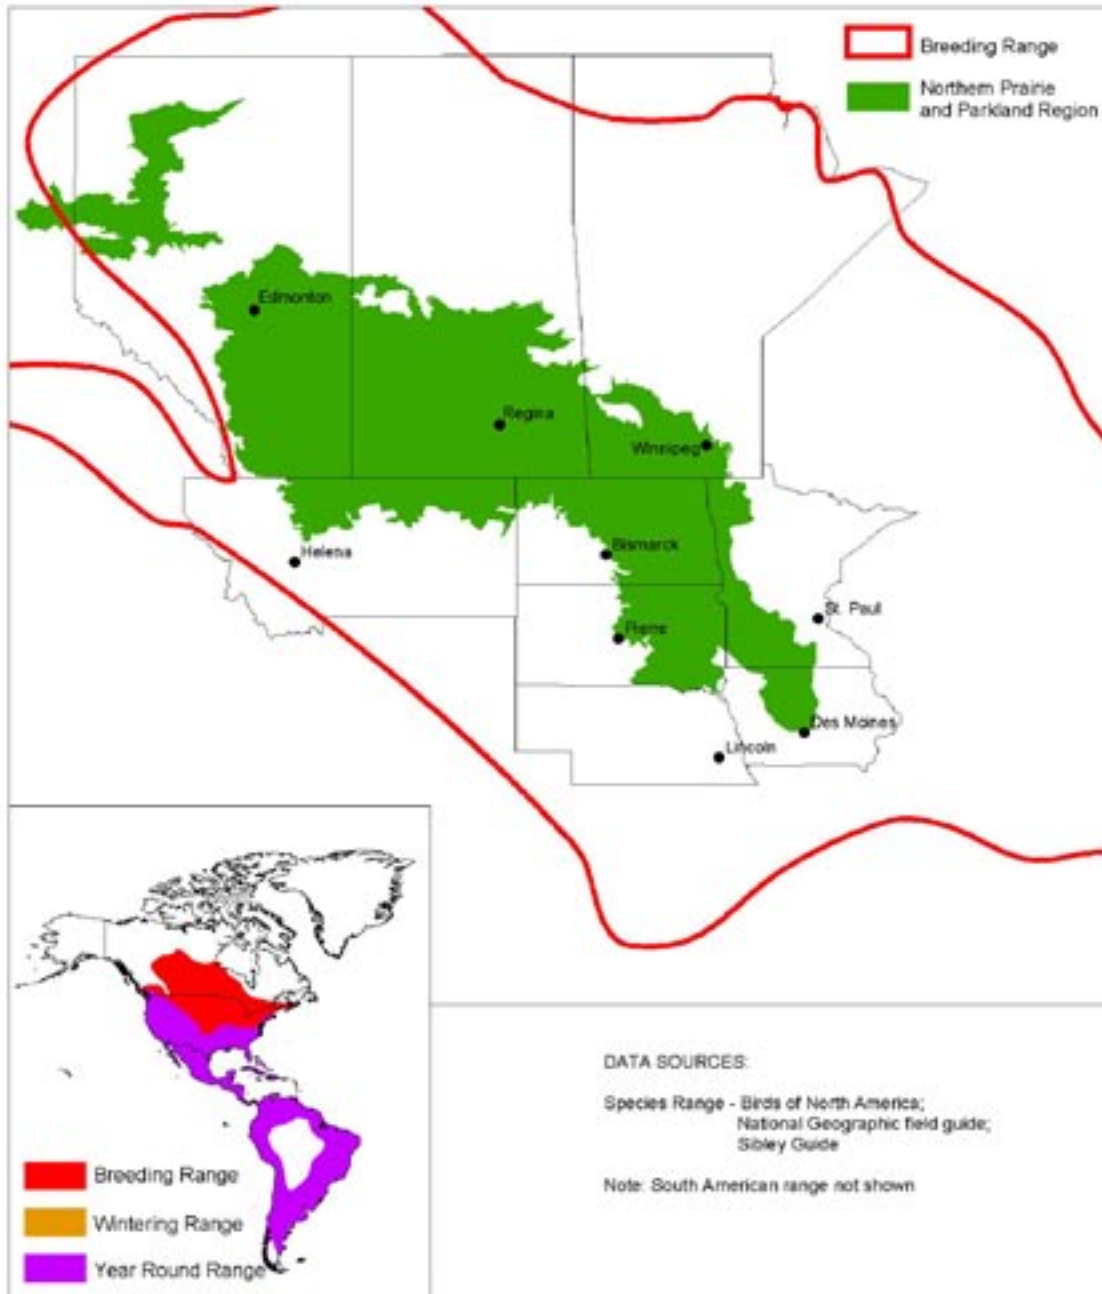 Breeding Range
Northern Prairie
and Parkland Region
Edmonton
Regina
Winnipeg
Helena
Bismarck
St. Paul
Pierre
Des Moines
Lincoln
Breeding Range
Wintering Range
Year Round Range
DATA SOURCES:
Species Range - Birds of North America;
National Geographic field guide;
Sibley Guide
Note: South American range not shown